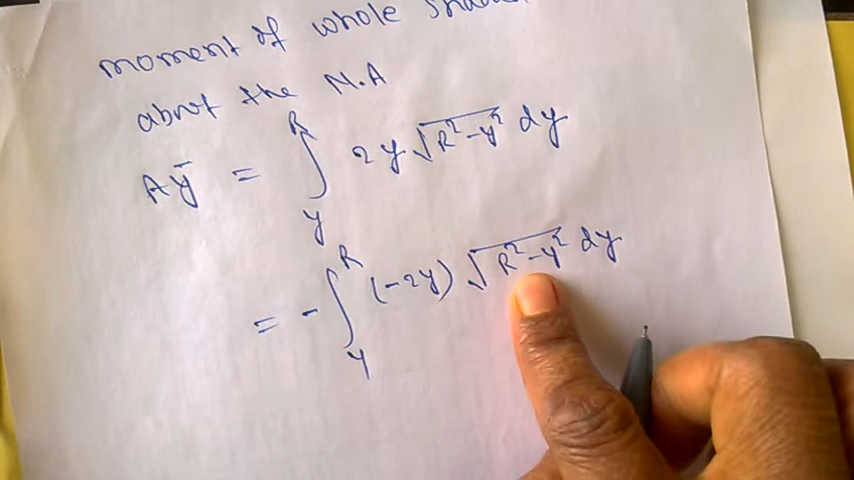 moment of whole
about the N.A
Aȳ = ∫_y^R 2y√(R²-y²) dy
= - ∫_y^R (-2y) √(R²-y²) dy